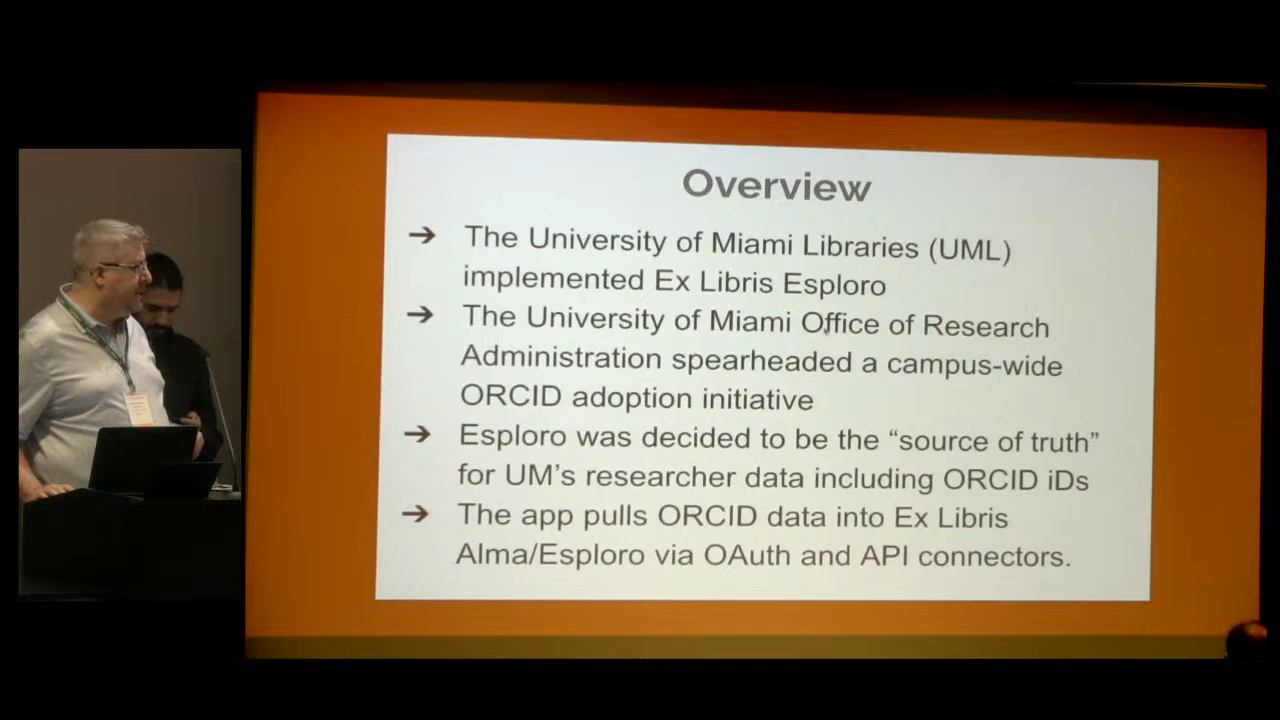 Overview
➔ The University of Miami Libraries (UML)
implemented Ex Libris Esploro
➔ The University of Miami Office of Research
Administration spearheaded a campus-wide
ORCID adoption initiative
➔ Esploro was decided to be the “source of truth”
for UM’s researcher data including ORCID iDs
➔ The app pulls ORCID data into Ex Libris
Alma/Esploro via OAuth and API connectors.